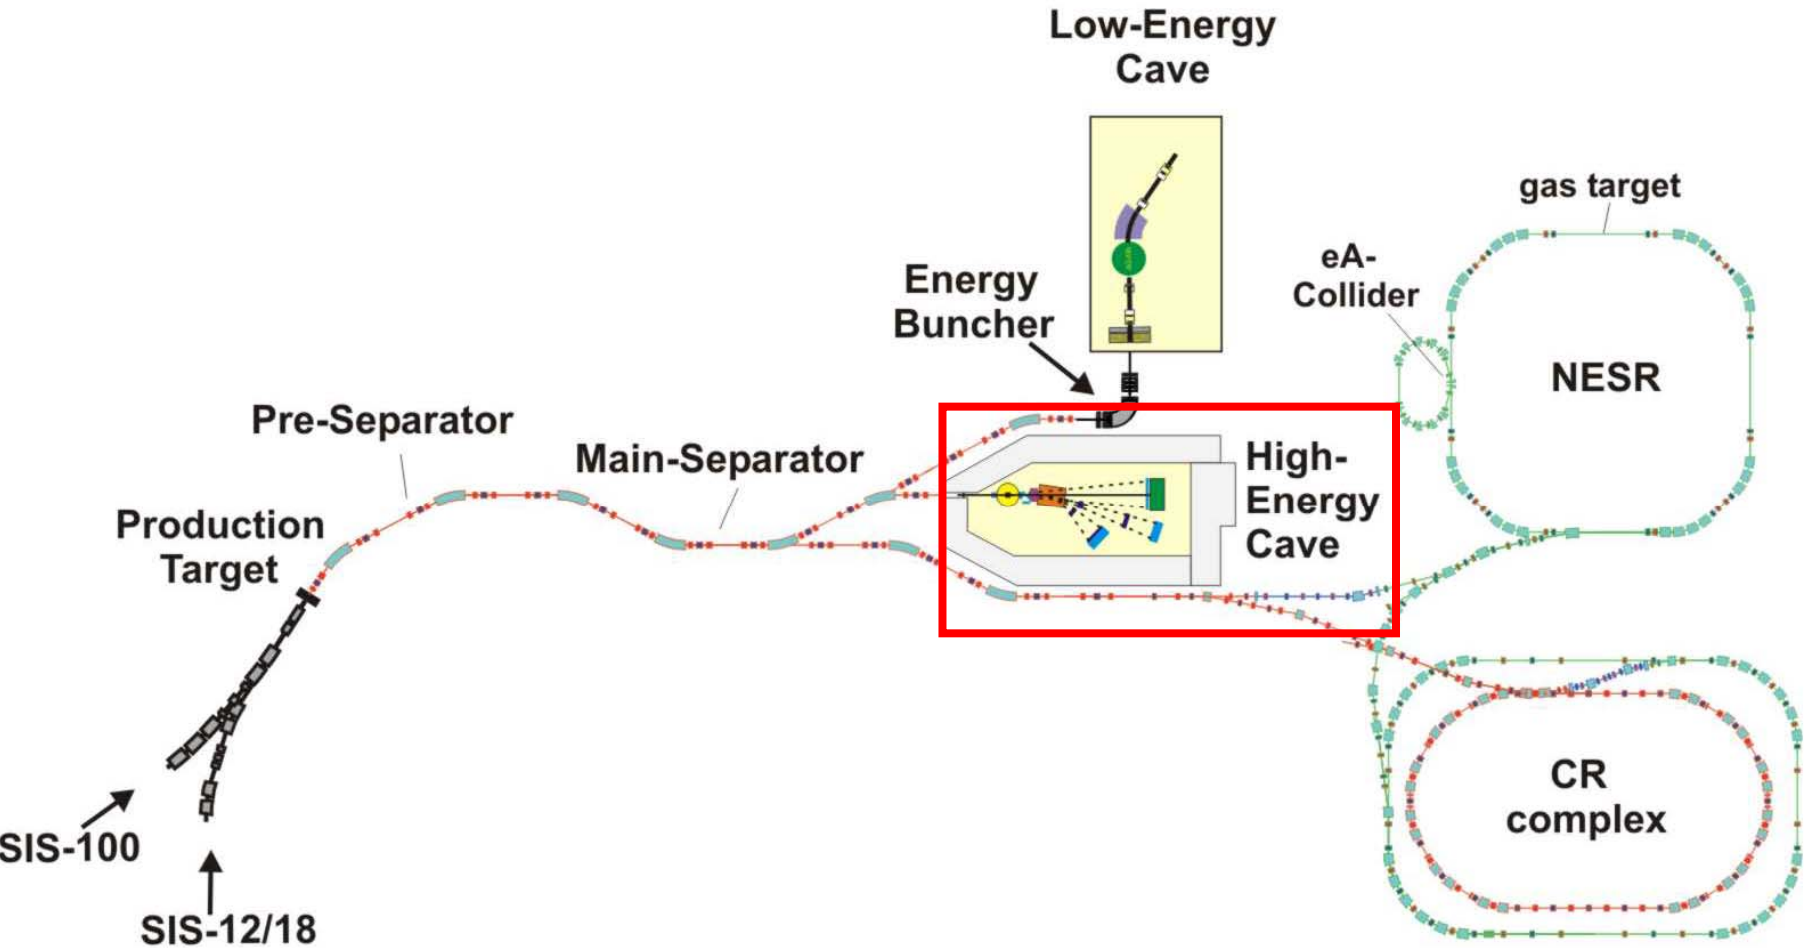 Low-Energy
Cave
gas target
eA-
Collider
Energy
Buncher
NESR
Pre-Separator
Main-Separator
High-
Energy
Cave
Production
Target
CR
complex
SIS-100
SIS-12/18